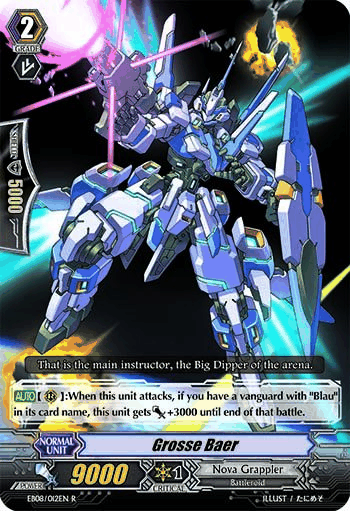 2
GRADE
SHIELD
5000
That is the main instructor, the Big Dipper of the arena.
AUTO [ ]:When this unit attacks, if you have a vanguard with "Blau"
in its card name, this unit gets +3000 until end of that battle.
NORMAL
UNIT
Grosse Baer
POWER
9000
1
CRITICAL
Nova Grappler
Battleroid
EB08/012EN R
ILLUST / たにめそ